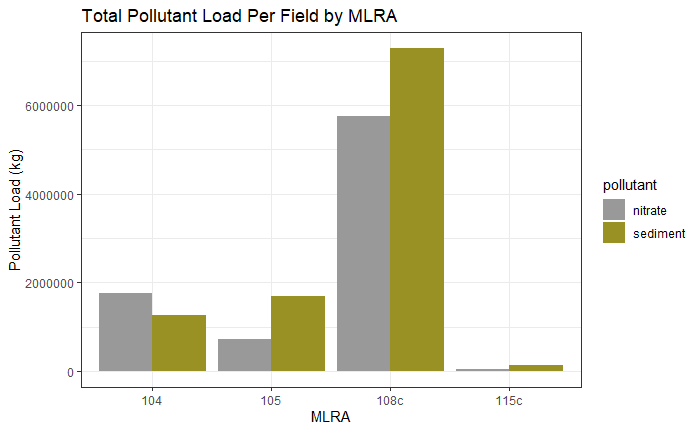 Total Pollutant Load Per Field by MLRA
Pollutant Load (kg)
6000000
4000000
2000000
0
104 105 108c 115c
MLRA
pollutant
nitrate
sediment